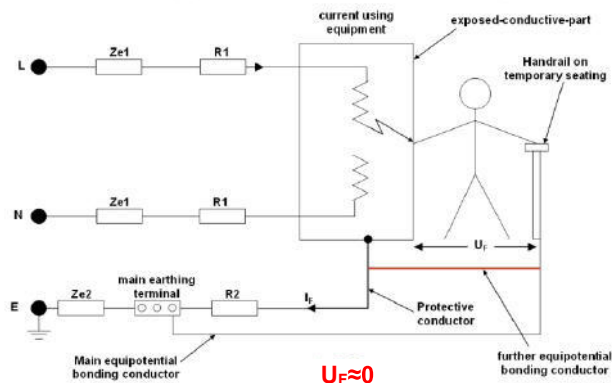 current using
equipment
exposed-conductive-part
Handrail on
temporary seating
L
Ze1
R1
N
Ze1
R1
UF
E
Ze2
main earthing
terminal
R2
IF
Protective
conductor
Main equipotential
bonding conductor
further equipotential
bonding conductor
UF≈0